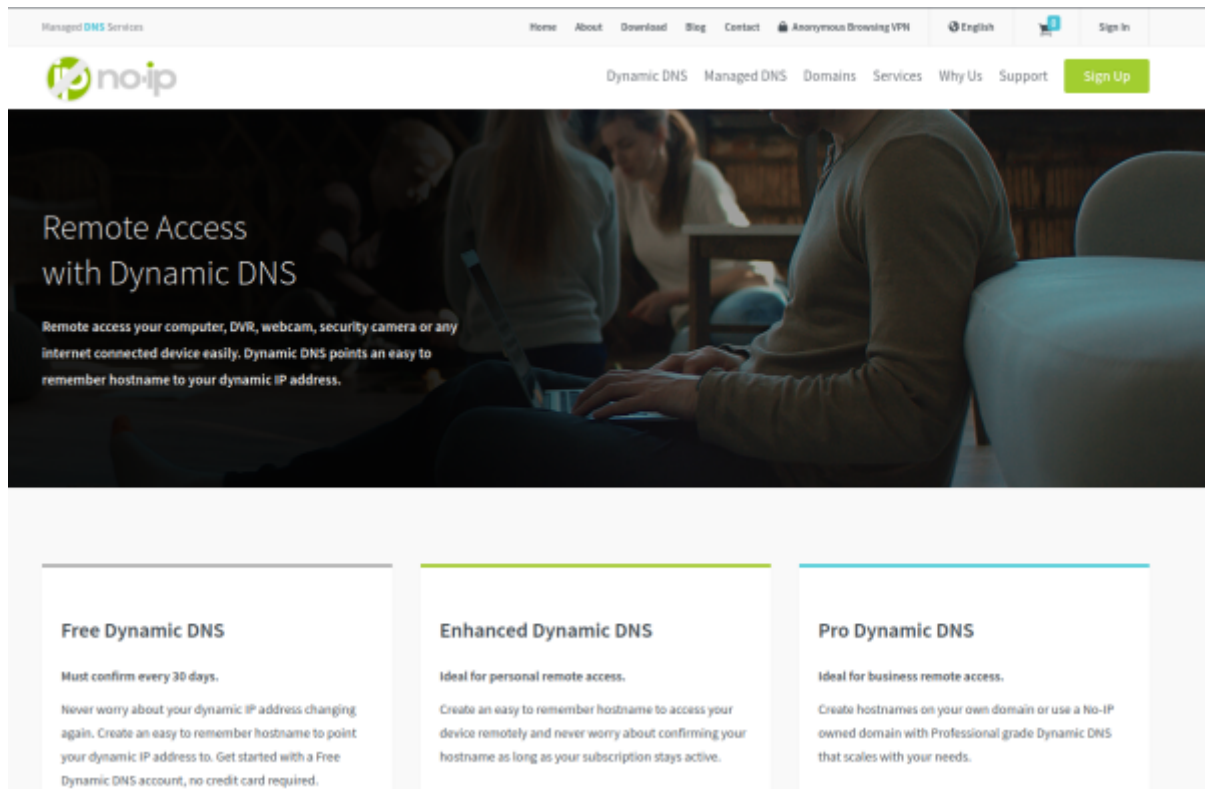 Managed DNS Services
Home About Download Blog Contact Anonymous Browsing VPN English 0 Sign In
no-ip
Dynamic DNS Managed DNS Domains Services Why Us Support Sign Up
Remote Access
with Dynamic DNS
Remote access your computer, DVR, webcam, security camera or any
internet connected device easily. Dynamic DNS points an easy to
remember hostname to your dynamic IP address.
Free Dynamic DNS
Must confirm every 30 days.
Never worry about your dynamic IP address changing
again. Create an easy to remember hostname to point
your dynamic IP address to. Get started with a Free
Dynamic DNS account, no credit card required.
Enhanced Dynamic DNS
Ideal for personal remote access.
Create an easy to remember hostname to access your
device remotely and never worry about confirming your
hostname as long as your subscription stays active.
Pro Dynamic DNS
Ideal for business remote access.
Create hostnames on your own domain or use a No-IP
owned domain with Professional grade Dynamic DNS
that scales with your needs.